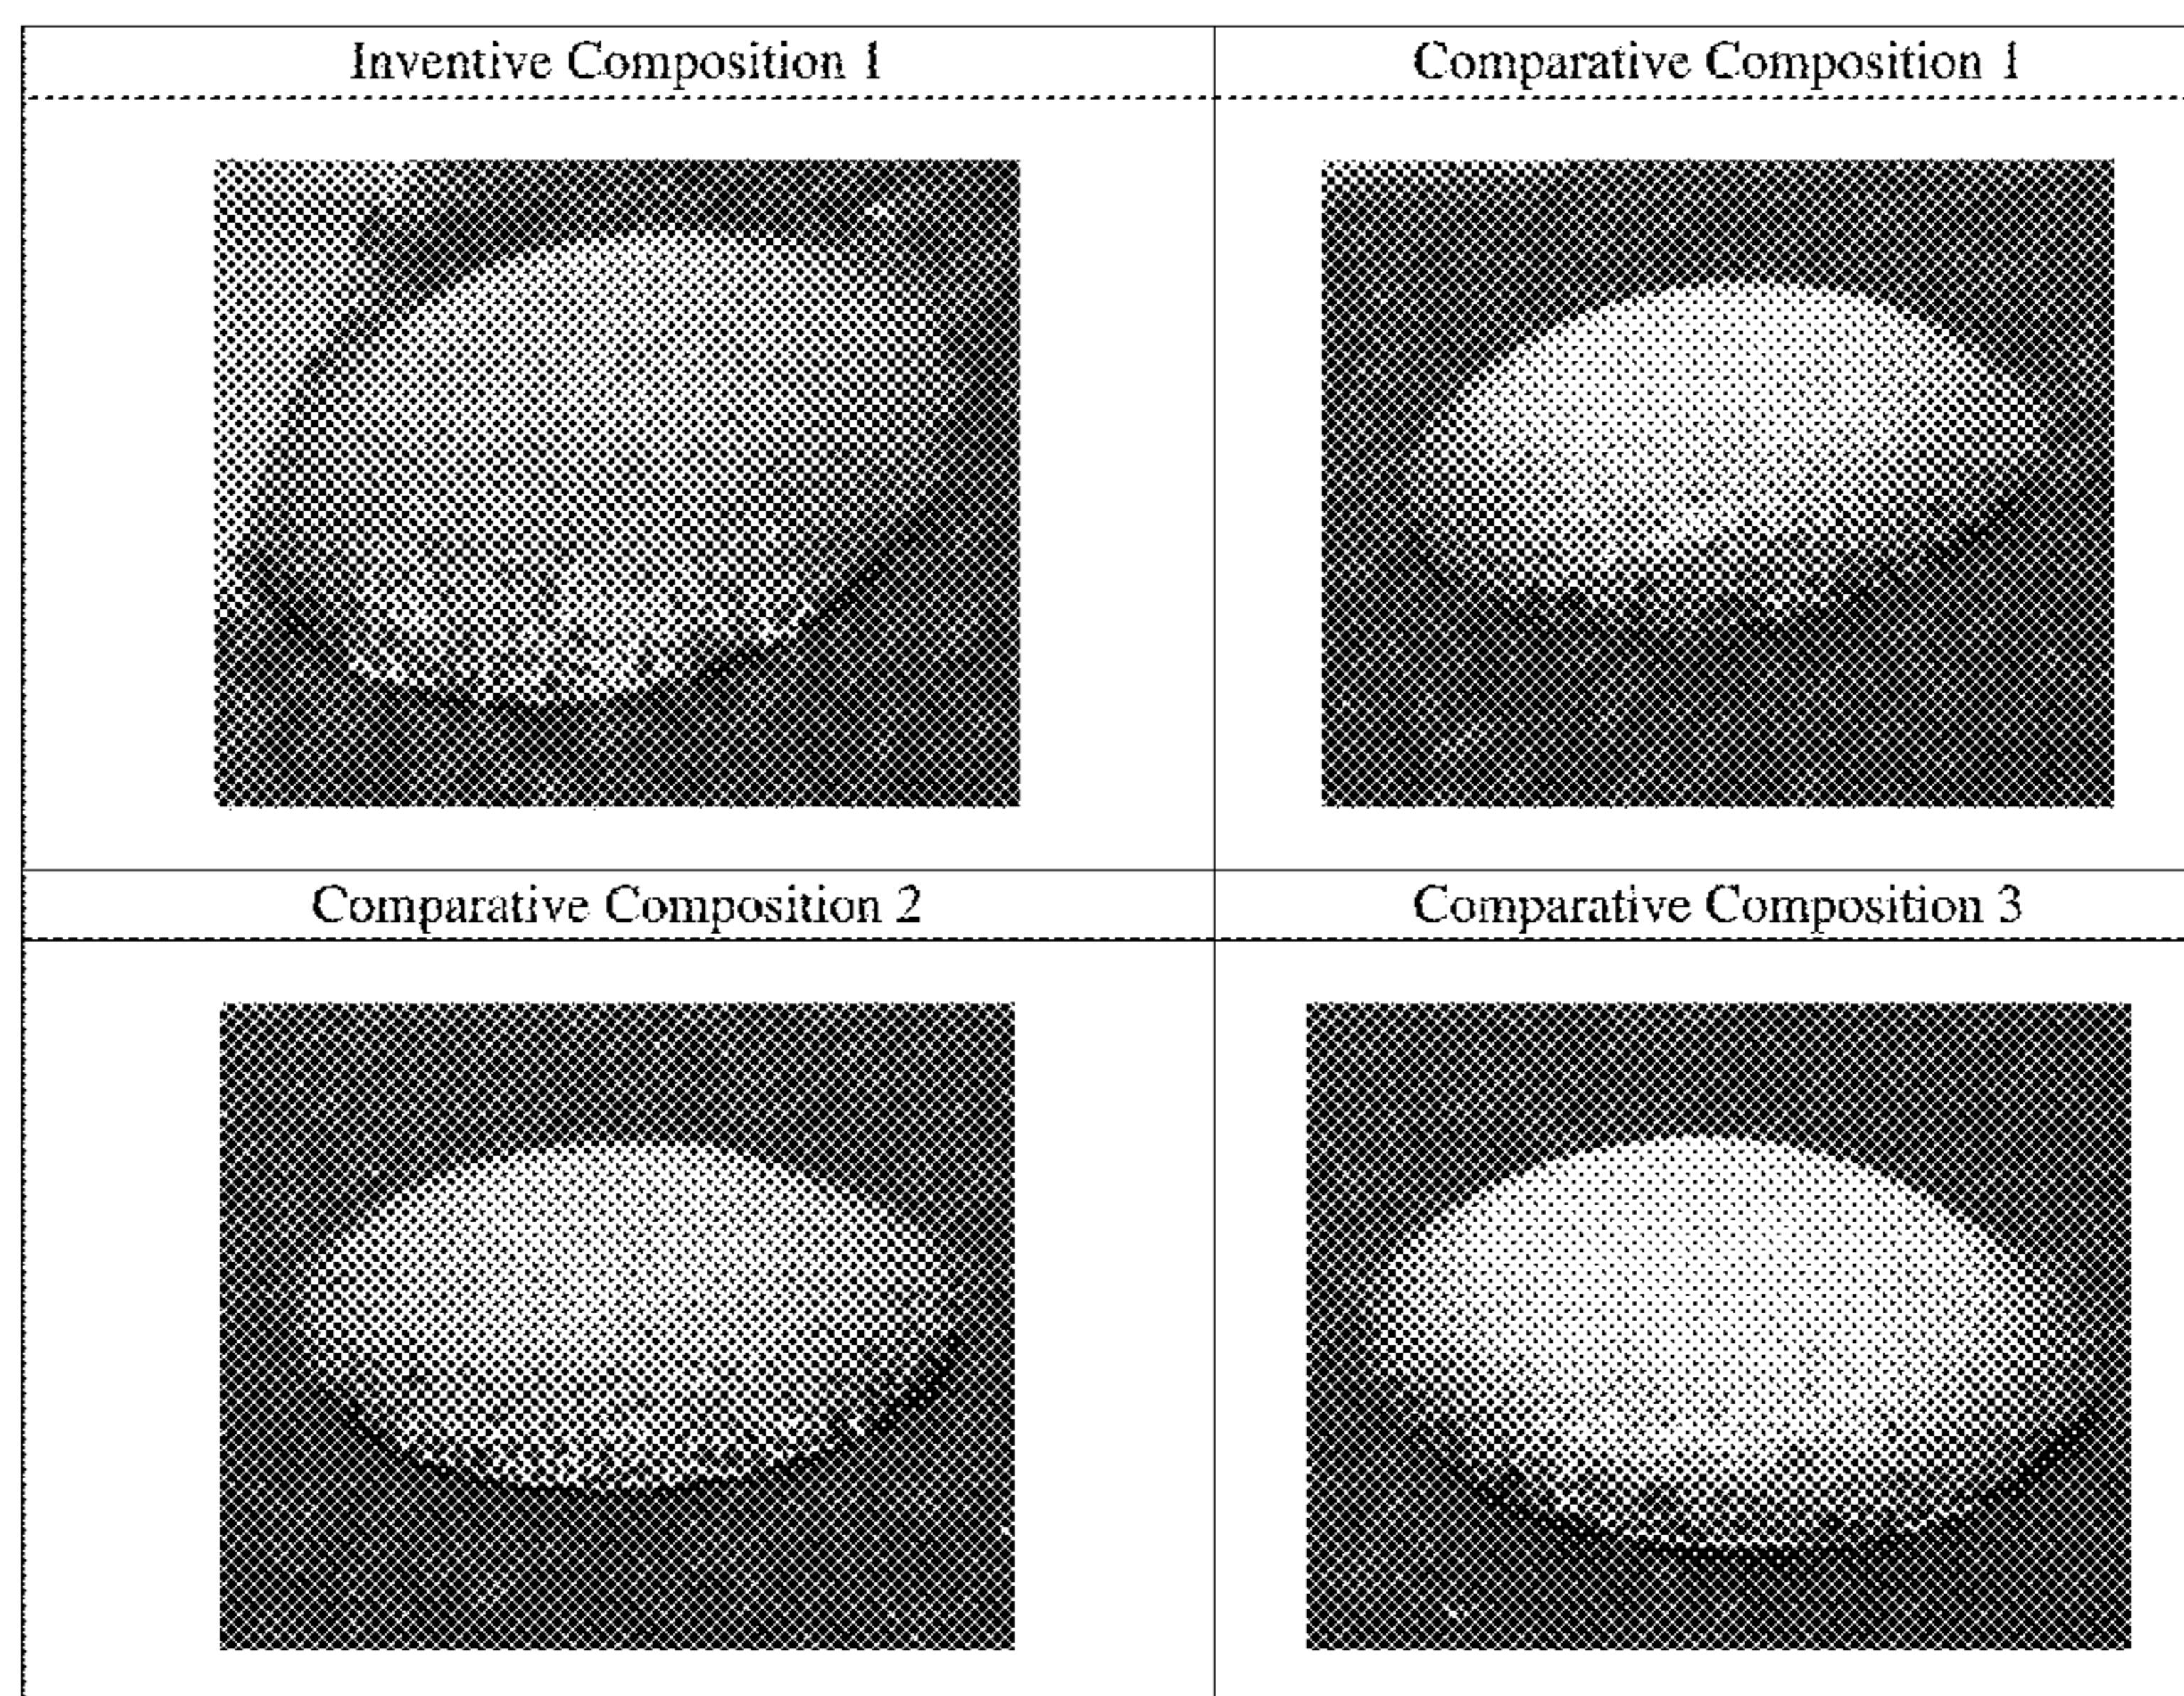 Inventive Composition 1
Comparative Composition 1
Comparative Composition 2
Comparative Composition 3